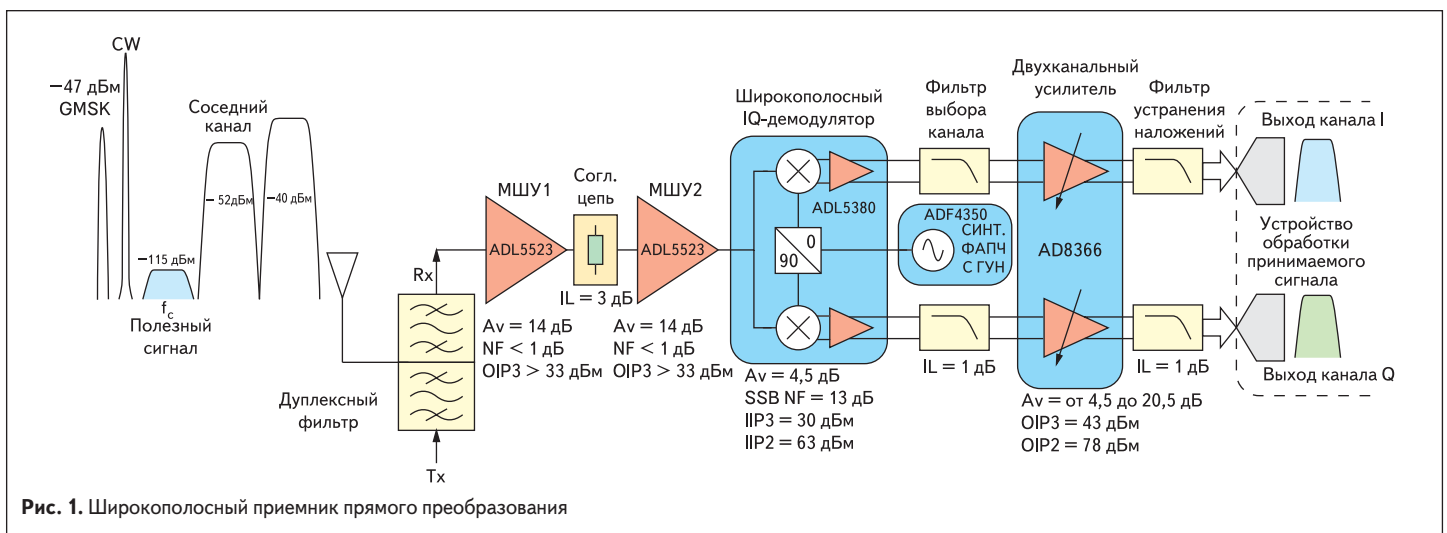 CW
−47 дБм
GMSK
Соседний
канал
− 52дБм
−40 дБм
−115 дБм
fc
Полезный
сигнал
Дуплексный
фильтр
Rx
Tx
МШУ1
ADL5523
Av = 14 дБ
NF < 1 дБ
OIP3 > 33 дБм
Согл.
цепь
IL = 3 дБ
МШУ2
ADL5523
Av = 14 дБ
NF < 1 дБ
OIP3 > 33 дБм
Широкополосный
IQ-демодулятор
ADL5380
0
90
Av = 4,5 дБ
SSB NF = 13 дБ
IIP3 = 30 дБм
IIP2 = 63 дБм
Фильтр
выбора
канала
ADF4350
СИНТ.
ФАПЧ
С ГУН
IL = 1 дБ
Двухканальный
усилитель
AD8366
Av = от 4,5 до 20,5 дБ
OIP3 = 43 дБм
OIP2 = 78 дБм
Фильтр
устранения
наложений
IL = 1 дБ
Выход канала I
Устройство
обработки
принимаемого
сигнала
Выход канала Q
Рис. 1. Широкополосный приемник прямого преобразования